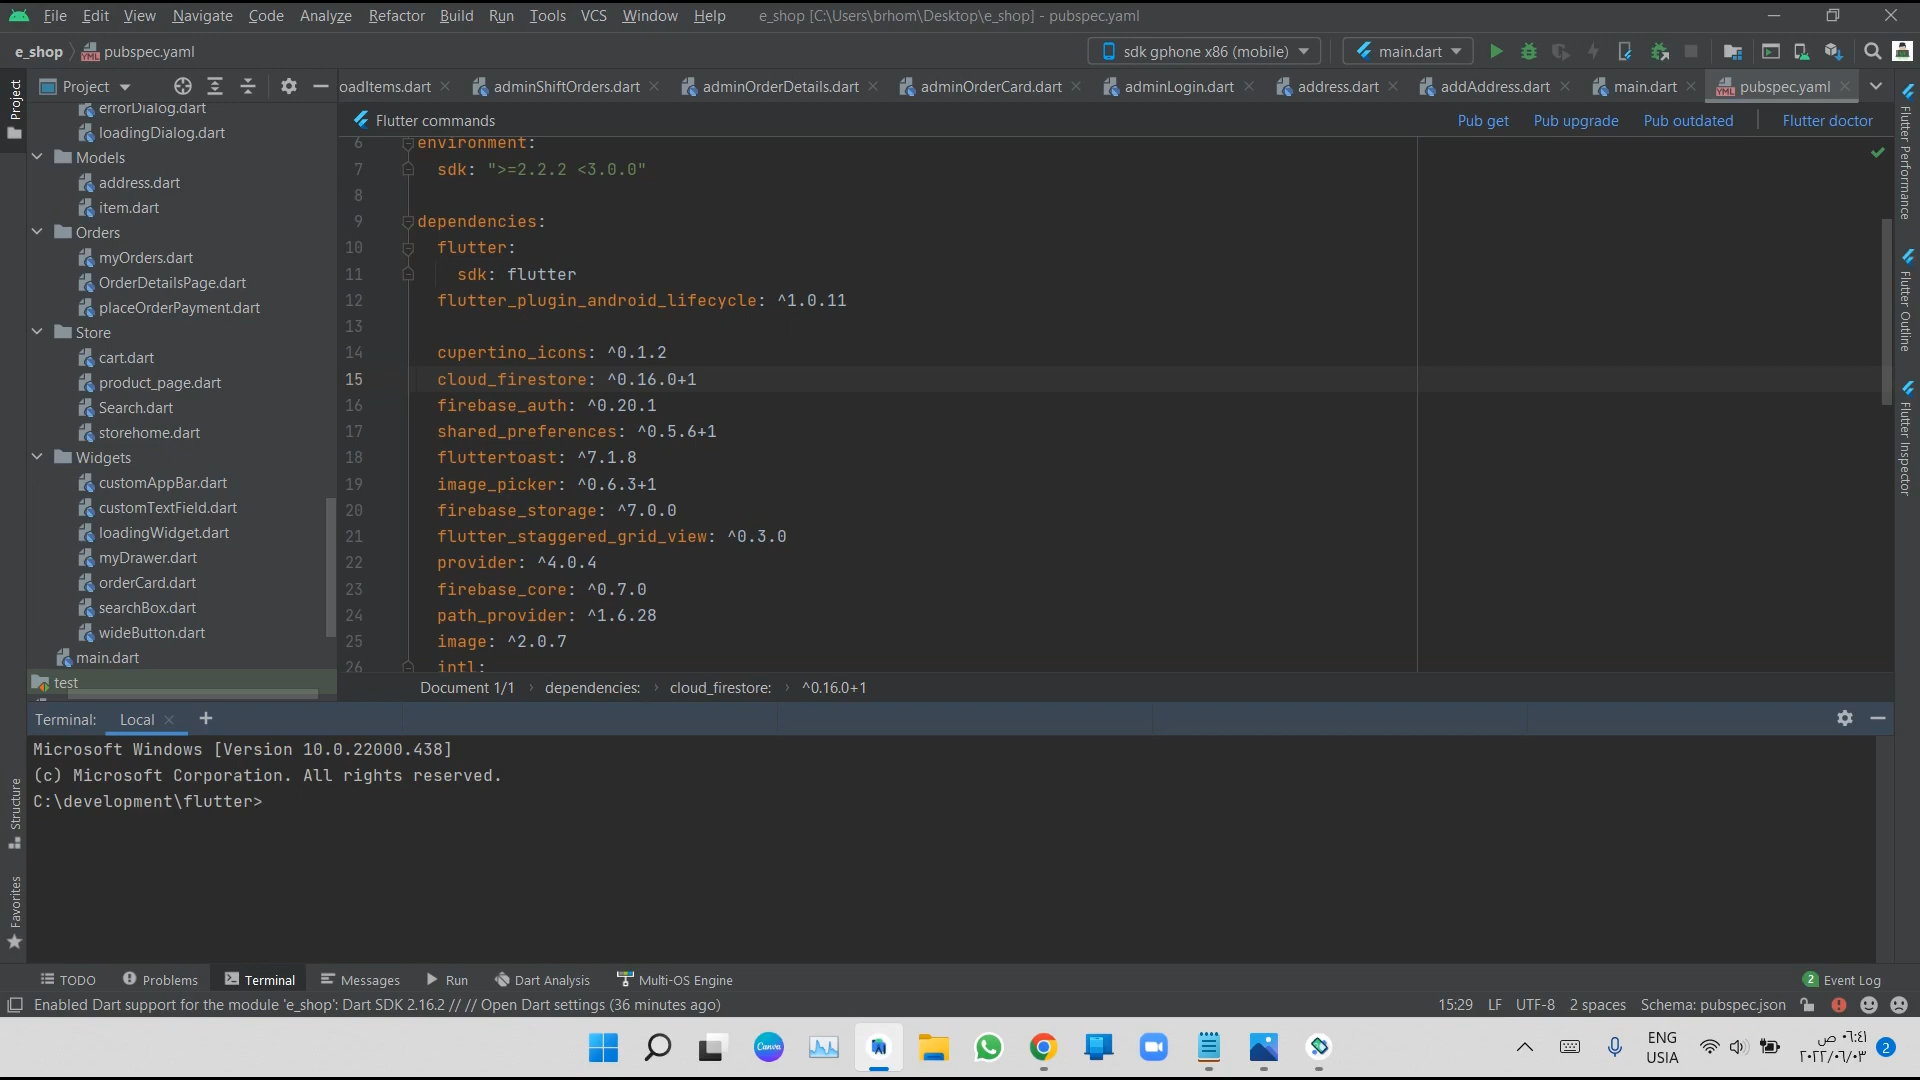 File Edit View Navigate Code Analyze Refactor Build Run Tools VCS Window Help e_shop [C:\Users\brhom\Desktop\e_shop] - pubspec.yaml
e_shop pubspec.yaml sdk gphone x86 (mobile) main.dart
Project oadItems.dart adminShiftOrders.dart adminOrderDetails.dart adminOrderCard.dart adminLogin.dart address.dart addAddress.dart main.dart pubspec.yaml
Flutter commands Pub get Pub upgrade Pub outdated Flutter doctor
Project
errorDialog.dart
loadingDialog.dart
Models
address.dart
item.dart
Orders
myOrders.dart
OrderDetailsPage.dart
placeOrderPayment.dart
Store
cart.dart
product_page.dart
Search.dart
storehome.dart
Widgets
customAppBar.dart
customTextField.dart
loadingWidget.dart
myDrawer.dart
orderCard.dart
searchBox.dart
wideButton.dart
main.dart
test
6 environment:
7 sdk: ">=2.2.2 <3.0.0"
8
9 dependencies:
10 flutter:
11 sdk: flutter
12 flutter_plugin_android_lifecycle: ^1.0.11
13
14 cupertino_icons: ^0.1.2
15 cloud_firestore: ^0.16.0+1
16 firebase_auth: ^0.20.1
17 shared_preferences: ^0.5.6+1
18 fluttertoast: ^7.1.8
19 image_picker: ^0.6.3+1
20 firebase_storage: ^7.0.0
21 flutter_staggered_grid_view: ^0.3.0
22 provider: ^4.0.4
23 firebase_core: ^0.7.0
24 path_provider: ^1.6.28
25 image: ^2.0.7
26 intl:
Document 1/1 dependencies: cloud_firestore: ^0.16.0+1
Flutter Performance
Flutter Outline
Flutter Inspector
Terminal: Local
Microsoft Windows [Version 10.0.22000.438]
(c) Microsoft Corporation. All rights reserved.
C:\development\flutter>
Structure
Favorites
TODO Problems Terminal Messages Run Dart Analysis Multi-OS Engine 2 Event Log
Enabled Dart support for the module 'e_shop': Dart SDK 2.16.2 // // Open Dart settings (36 minutes ago) 15:29 LF UTF-8 2 spaces Schema: pubspec.json
Canva
ENG
USIA
٠٦:٤١ ص
٢٠٢٢/٠٦/٠٣
2